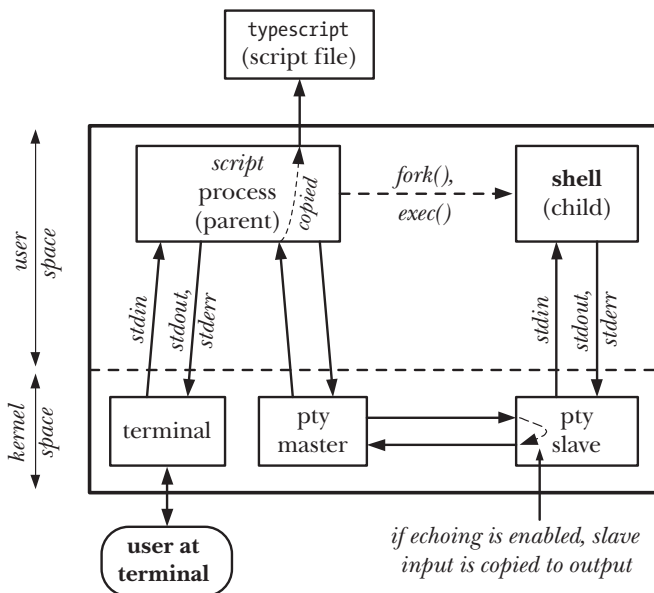 typescript
(script file)
script
process
(parent)
copied
fork(),
exec()
shell
(child)
user
space
stdin
stdout,
stderr
stdin
stdout,
stderr
kernel
space
terminal
pty
master
pty
slave
user at
terminal
if echoing is enabled, slave
input is copied to output